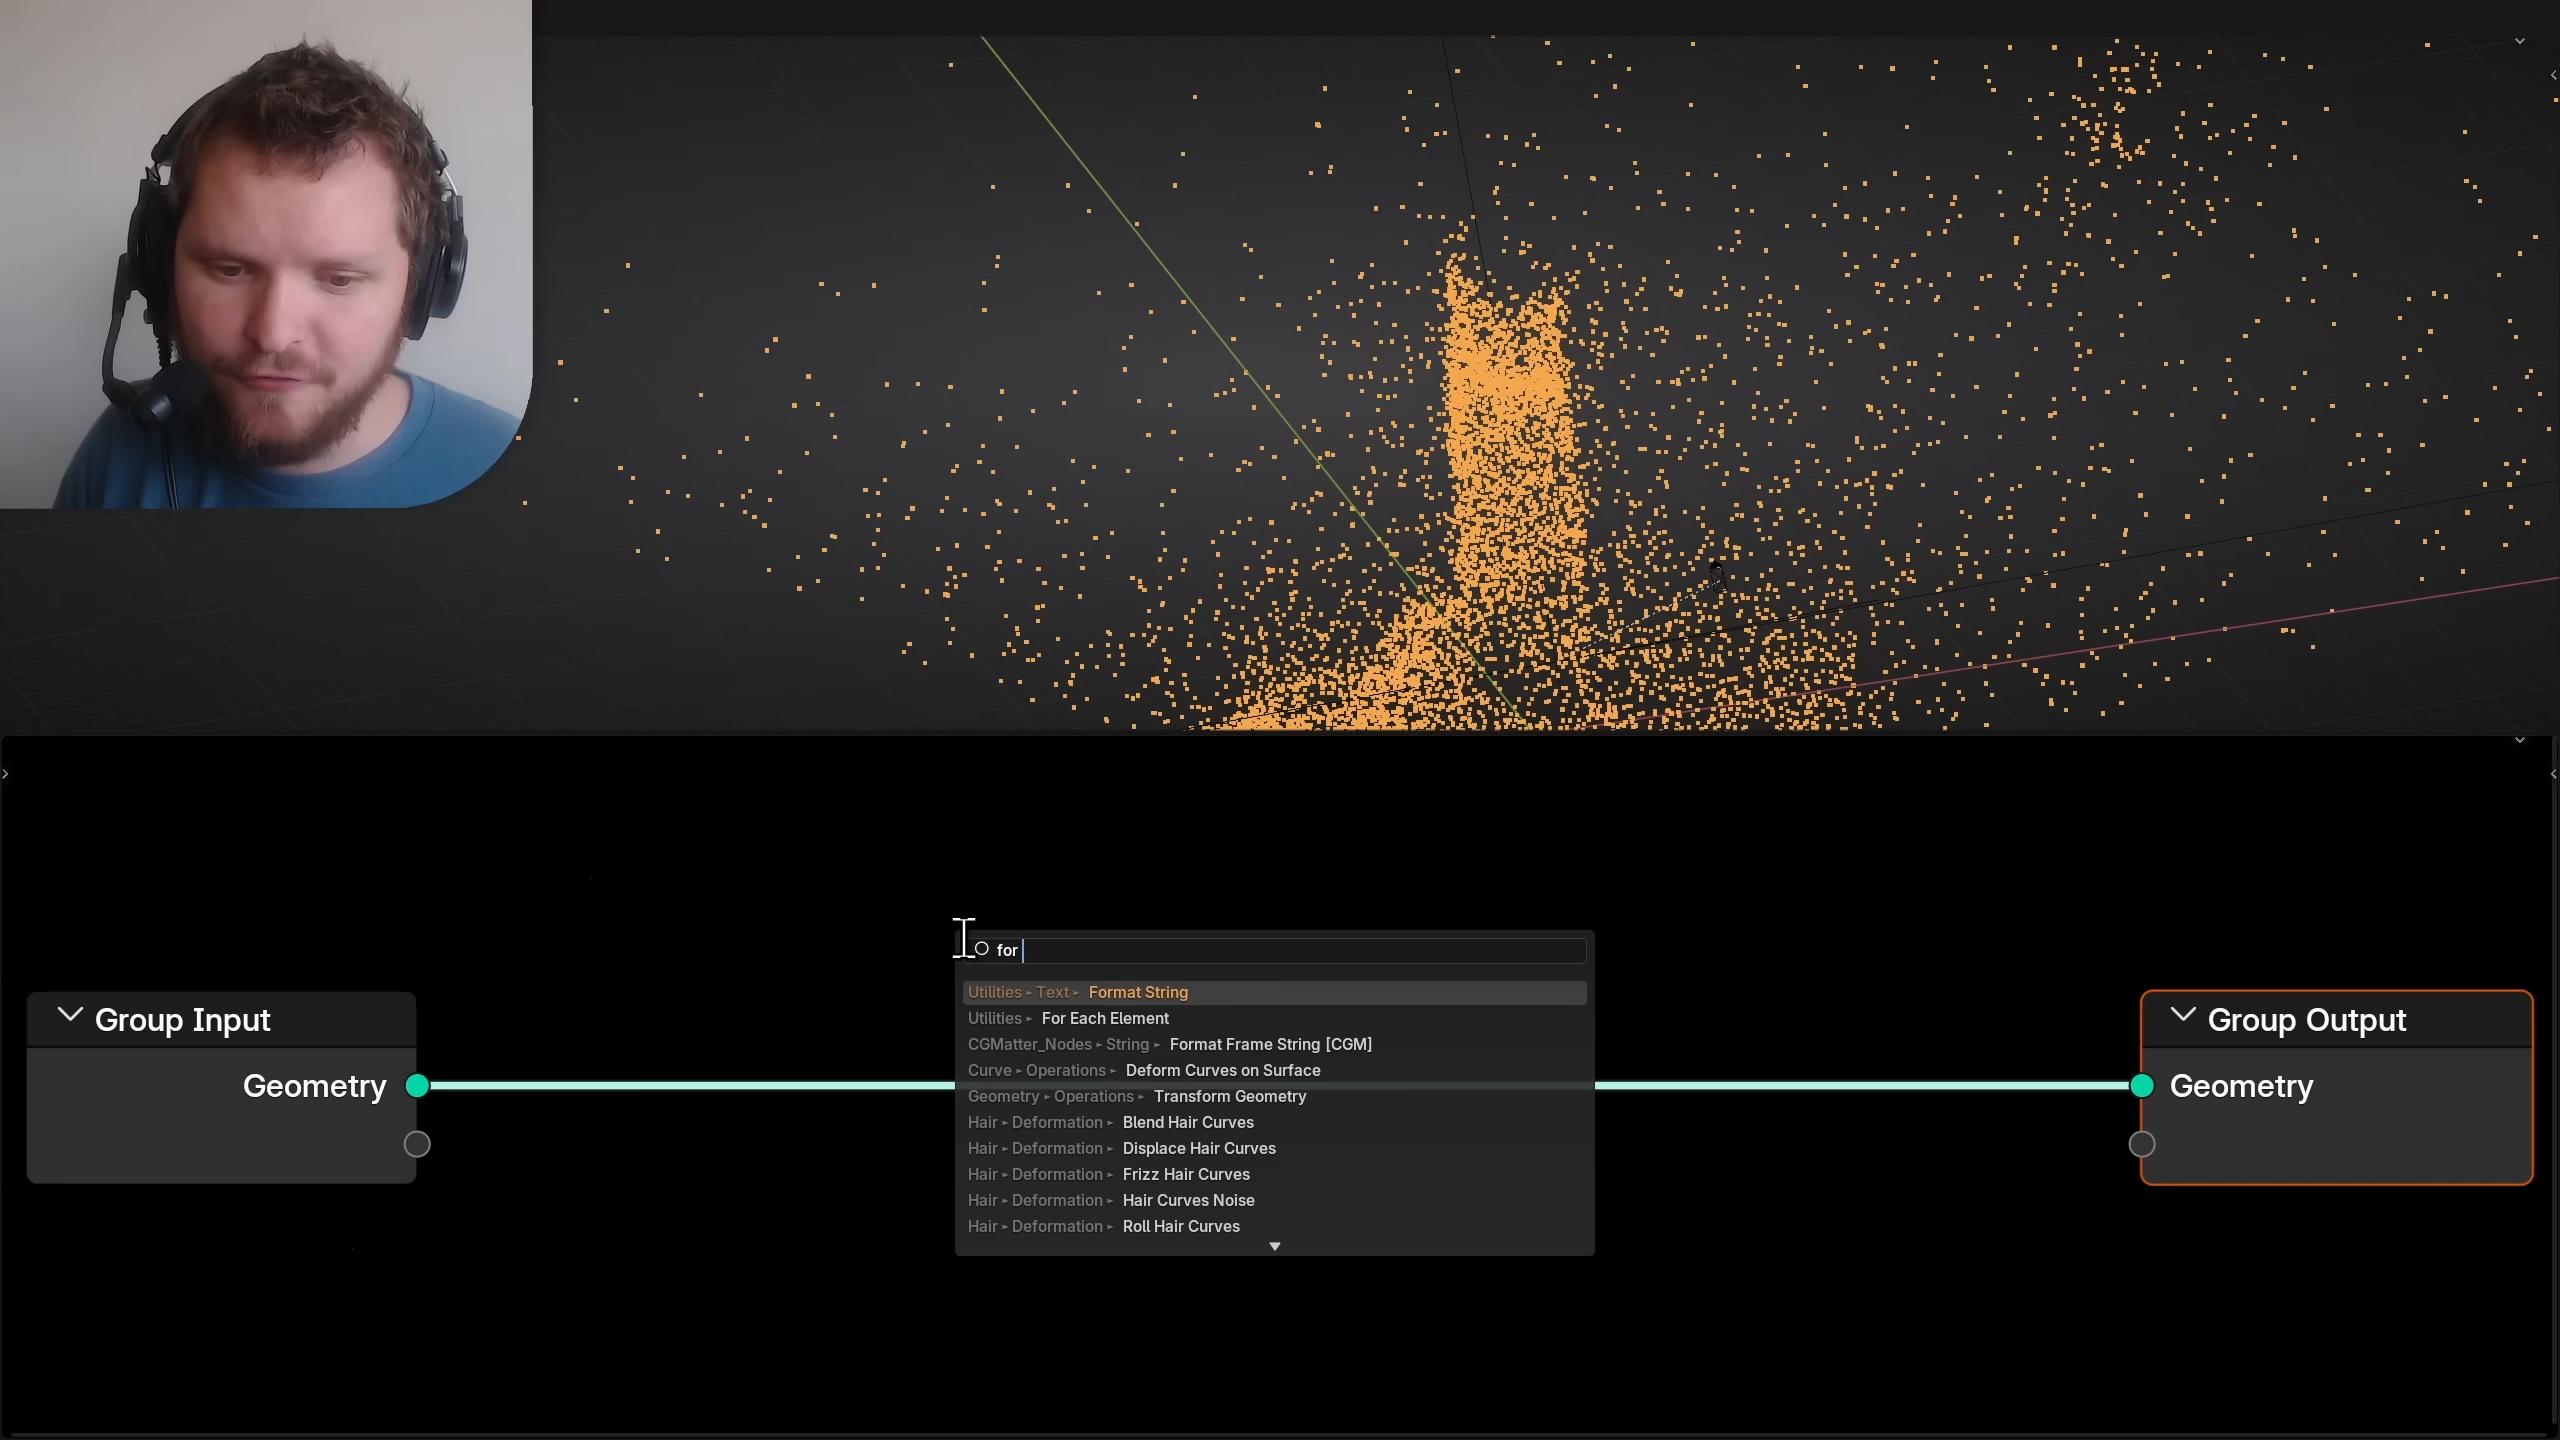 for
Utilities ▸ Text ▸ Format String
Utilities ▸ For Each Element
CGMatter_Nodes ▸ String ▸ Format Frame String [CGM]
Curve ▸ Operations ▸ Deform Curves on Surface
Geometry ▸ Operations ▸ Transform Geometry
Hair ▸ Deformation ▸ Blend Hair Curves
Hair ▸ Deformation ▸ Displace Hair Curves
Hair ▸ Deformation ▸ Frizz Hair Curves
Hair ▸ Deformation ▸ Hair Curves Noise
Hair ▸ Deformation ▸ Roll Hair Curves
Group Input
Geometry
Group Output
Geometry